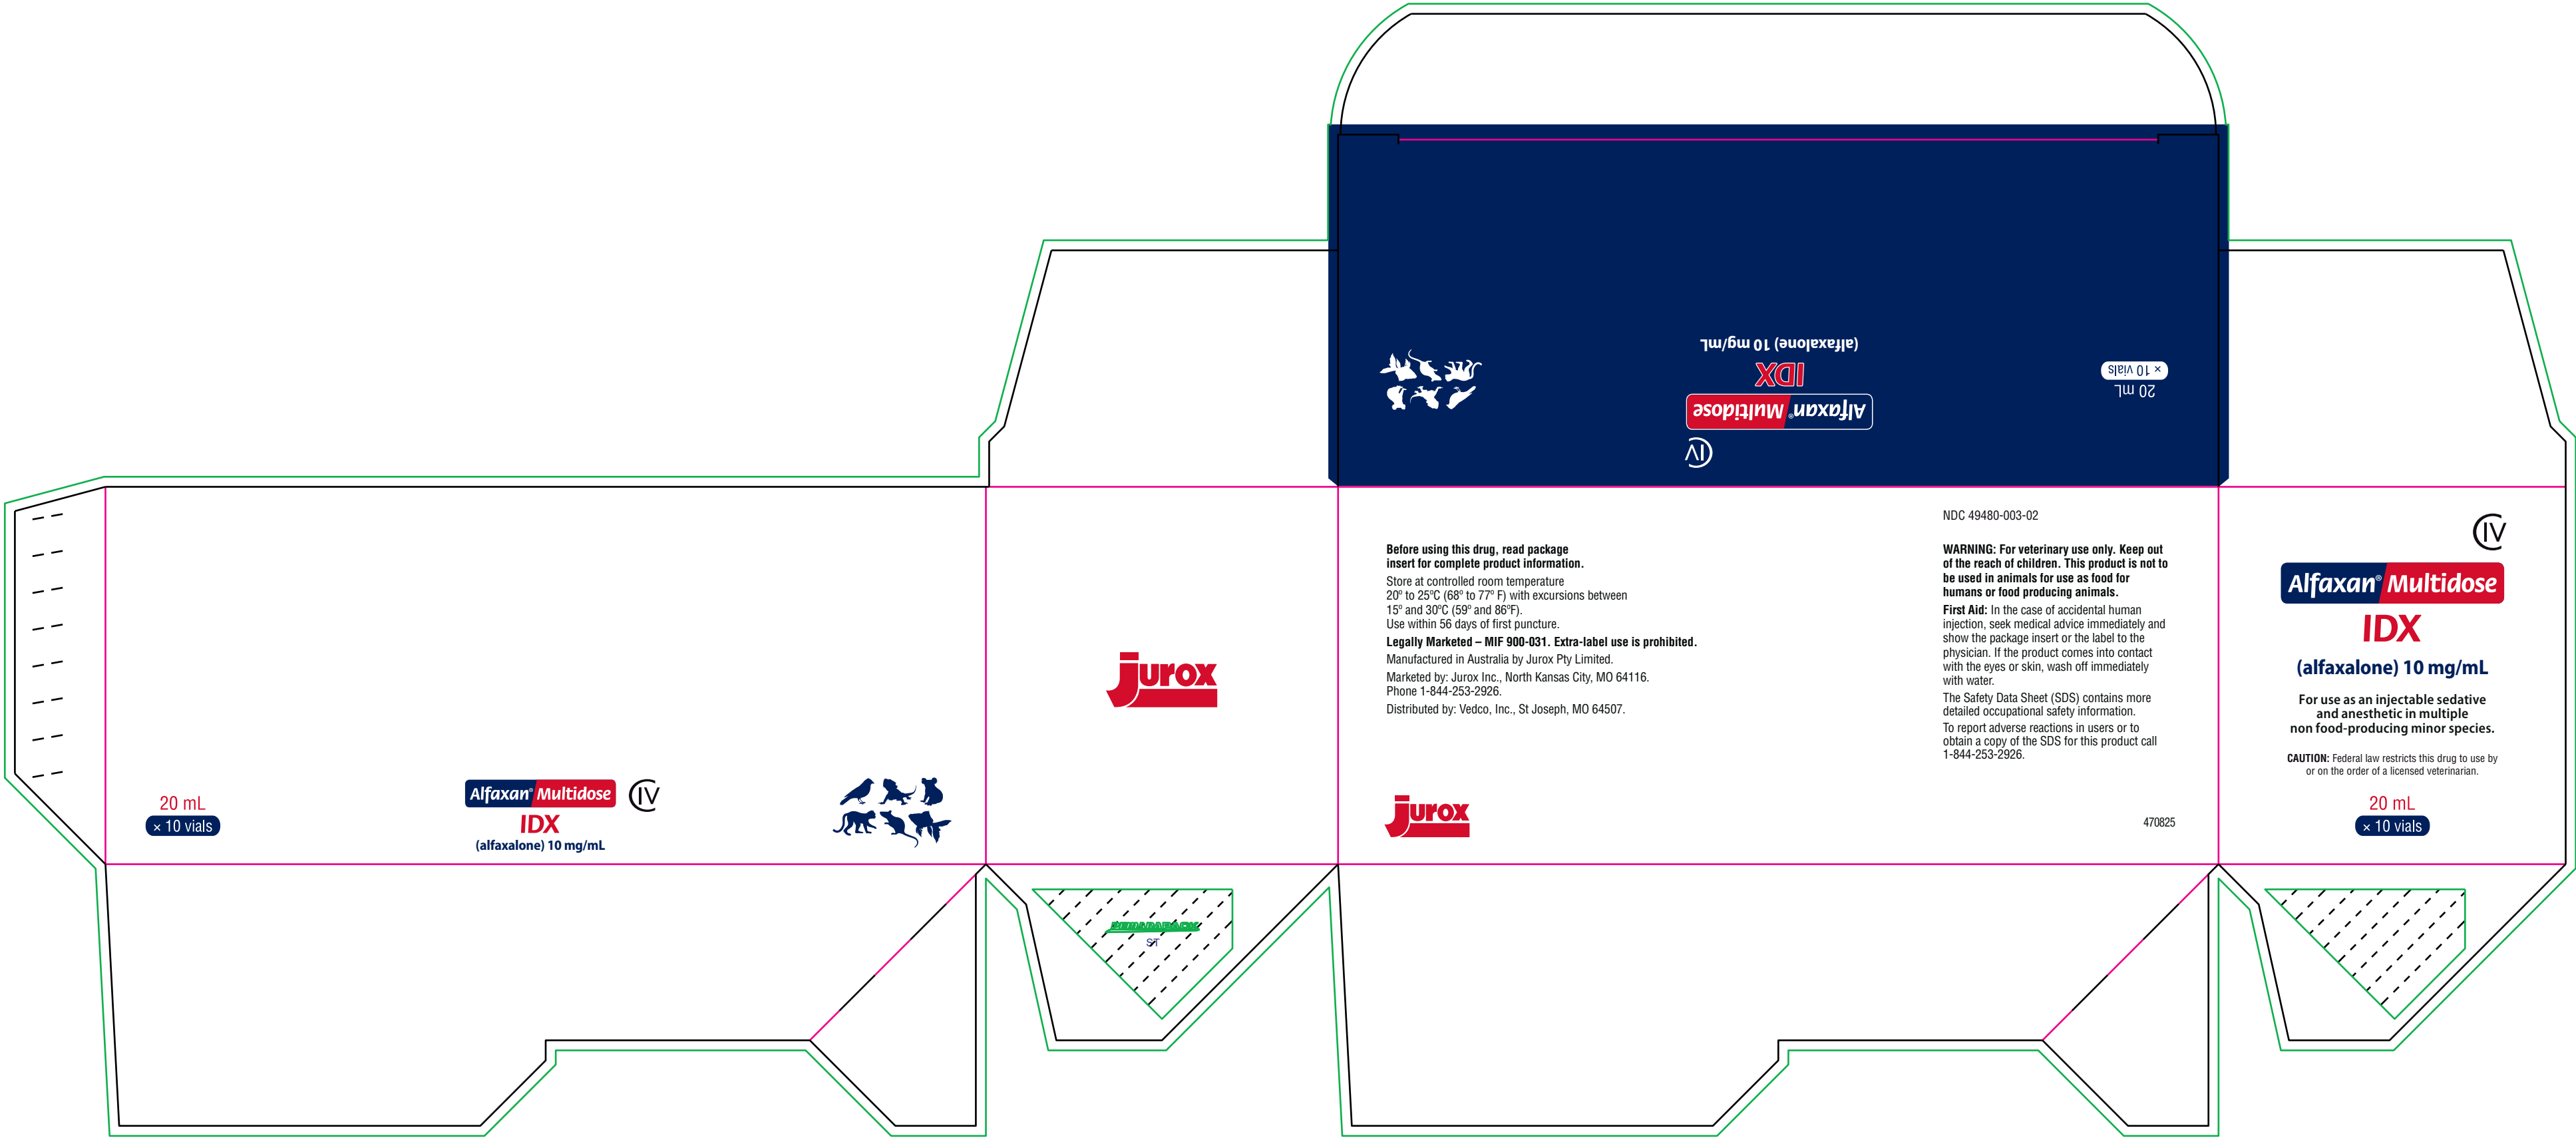 (alfaxalone) 10 mg/mL
IDX
Alfaxan® Multidose
CIV
× 10 vials
20 mL
20 mL
× 10 vials
Alfaxan® Multidose
CIV
IDX
(alfaxalone) 10 mg/mL
jurox
Before using this drug, read package
insert for complete product information.
Store at controlled room temperature
20º to 25ºC (68º to 77º F) with excursions between
15º and 30ºC (59º and 86ºF).
Use within 56 days of first puncture.
Legally Marketed – MIF 900-031. Extra-label use is prohibited.
Manufactured in Australia by Jurox Pty Limited.
Marketed by: Jurox Inc., North Kansas City, MO 64116.
Phone 1-844-253-2926.
Distributed by: Vedco, Inc., St Joseph, MO 64507.
jurox
NDC 49480-003-02
WARNING: For veterinary use only. Keep out
of the reach of children. This product is not to
be used in animals for use as food for
humans or food producing animals.
First Aid: In the case of accidental human
injection, seek medical advice immediately and
show the package insert or the label to the
physician. If the product comes into contact
with the eyes or skin, wash off immediately
with water.
The Safety Data Sheet (SDS) contains more
detailed occupational safety information.
To report adverse reactions in users or to
obtain a copy of the SDS for this product call
1-844-253-2926.
470825
CIV
Alfaxan® Multidose
IDX
(alfaxalone) 10 mg/mL
For use as an injectable sedative
and anesthetic in multiple
non food-producing minor species.
CAUTION: Federal law restricts this drug to use by
or on the order of a licensed veterinarian.
20 mL
× 10 vials
ST